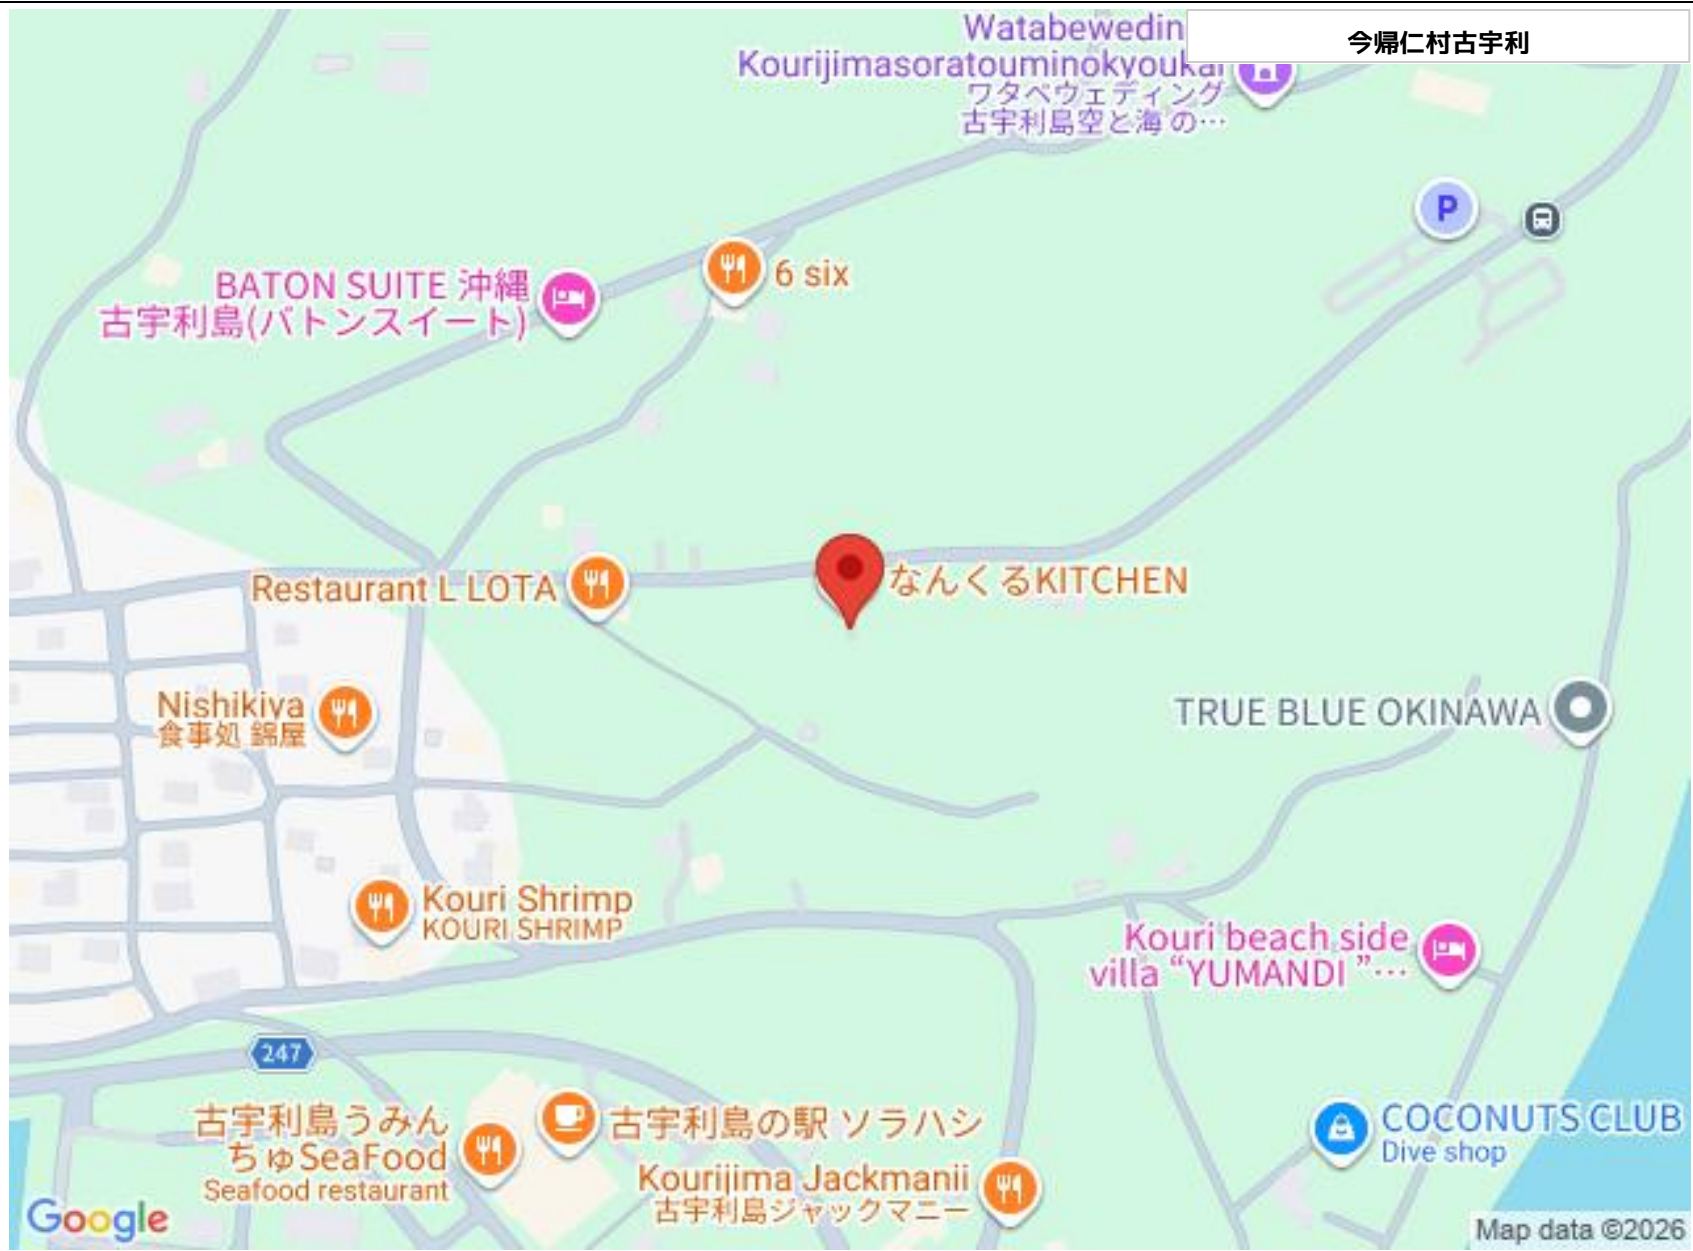 Watabewedin
Kourijimasoratouminokyoukai
ワタベウェディング
古宇利島空と海 の…
今帰仁村古宇利
P
BATON SUITE 沖縄
古宇利島(バトンスイート)
6 six
Restaurant L LOTA
なんくるKITCHEN
Nishikiya
食事処 錦屋
TRUE BLUE OKINAWA
Kouri Shrimp
KOURI SHRIMP
Kouri beach side
villa “YUMANDI ”…
247
古宇利島うみん
ちゅSeaFood
Seafood restaurant
古宇利島の駅 ソラハシ
Kourijima Jackmanii
古宇利島ジャックマニー
COCONUTS CLUB
Dive shop
Google
Map data ©2026